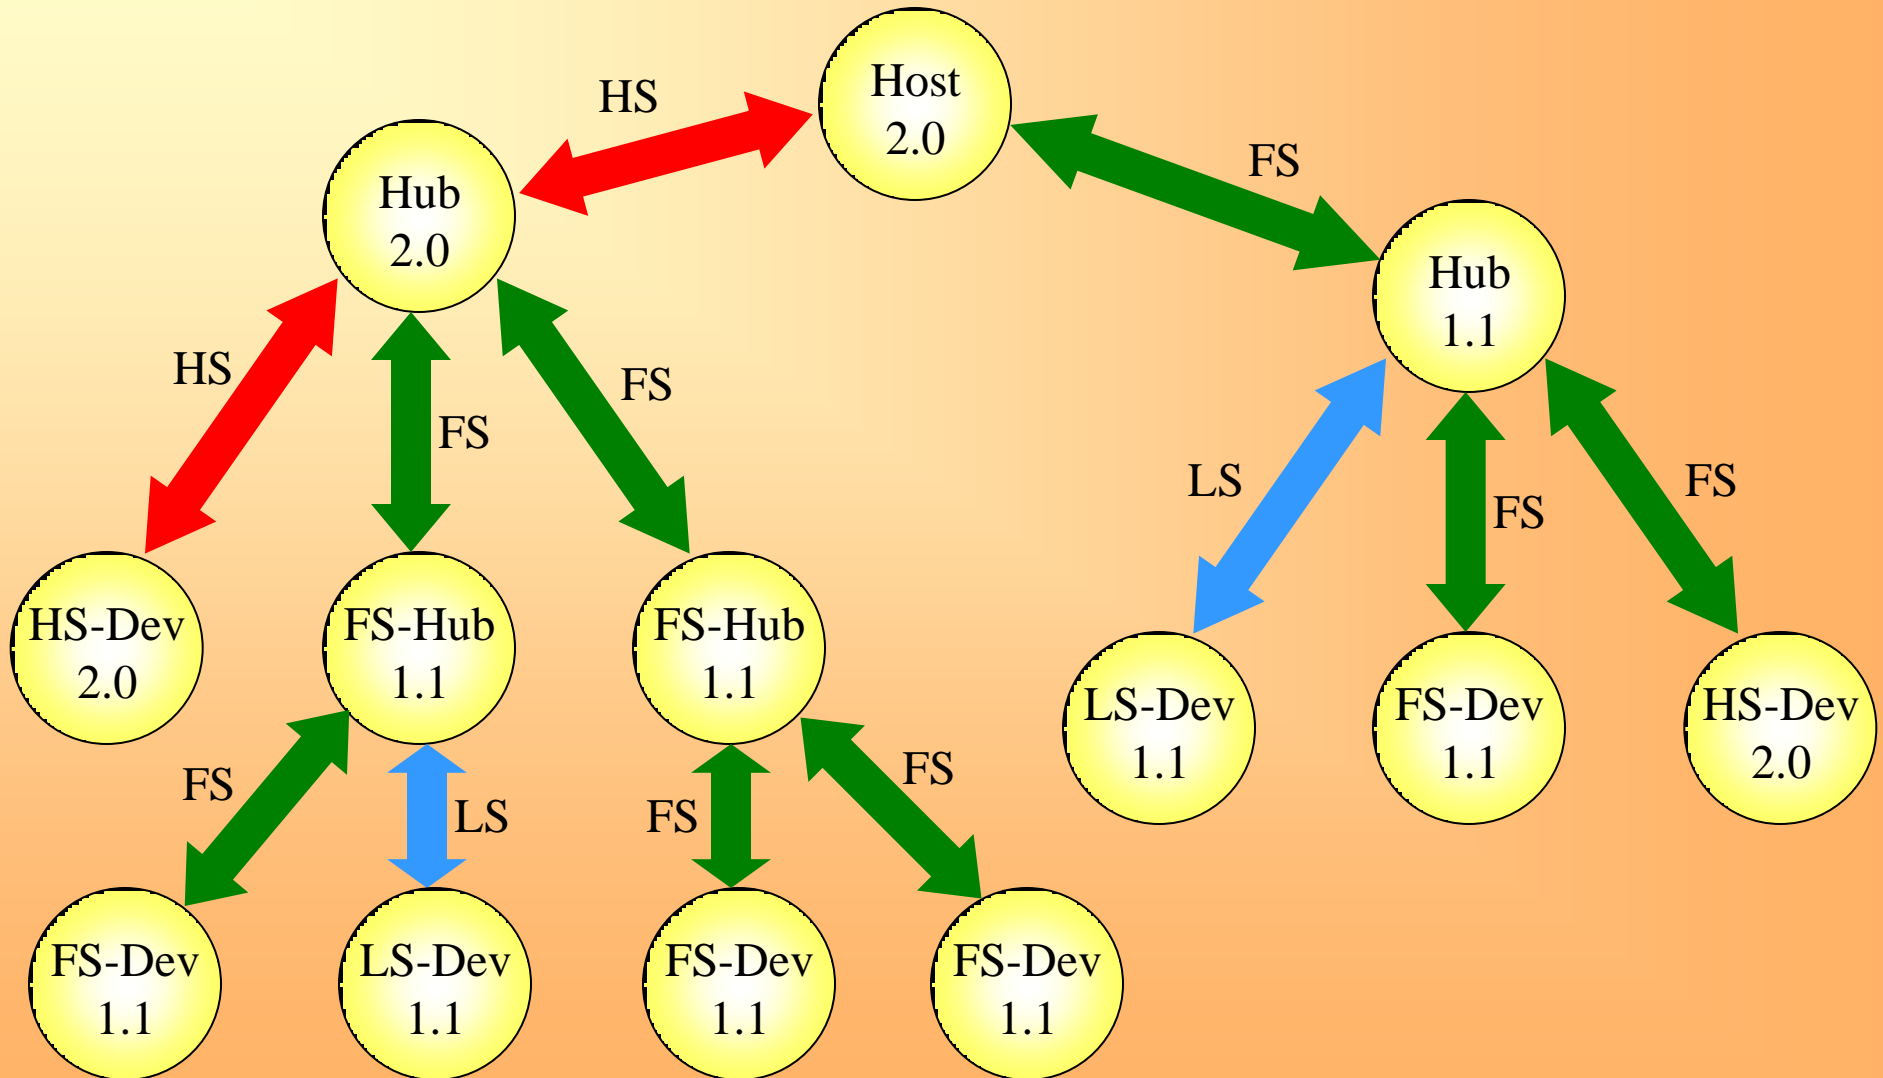 Host
2.0
HS
FS
Hub
2.0
Hub
1.1
HS
FS
FS
LS
FS
FS
HS-Dev
2.0
FS-Hub
1.1
FS-Hub
1.1
LS-Dev
1.1
FS-Dev
1.1
HS-Dev
2.0
FS
LS
FS
FS
FS-Dev
1.1
LS-Dev
1.1
FS-Dev
1.1
FS-Dev
1.1